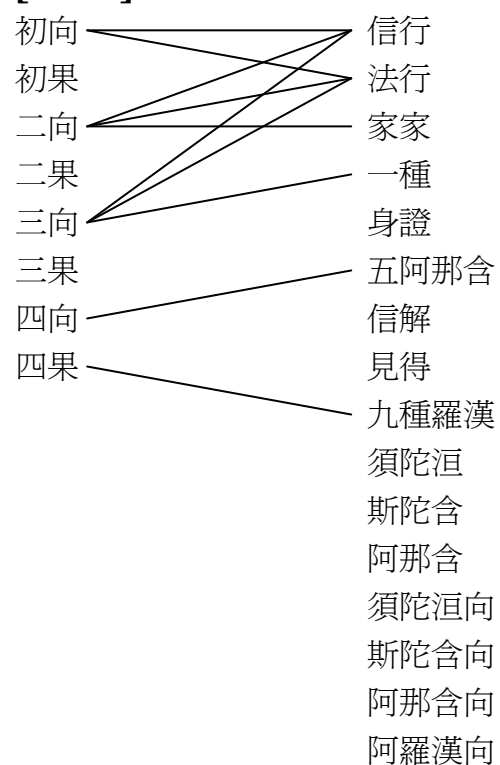 初向
初果
二向
二果
三向
三果
四向
四果
信行
法行
家家
一種
身證
五阿那含
信解
見得
九種羅漢
須陀洹
斯陀含
阿那含
須陀洹向
斯陀含向
阿那含向
阿羅漢向